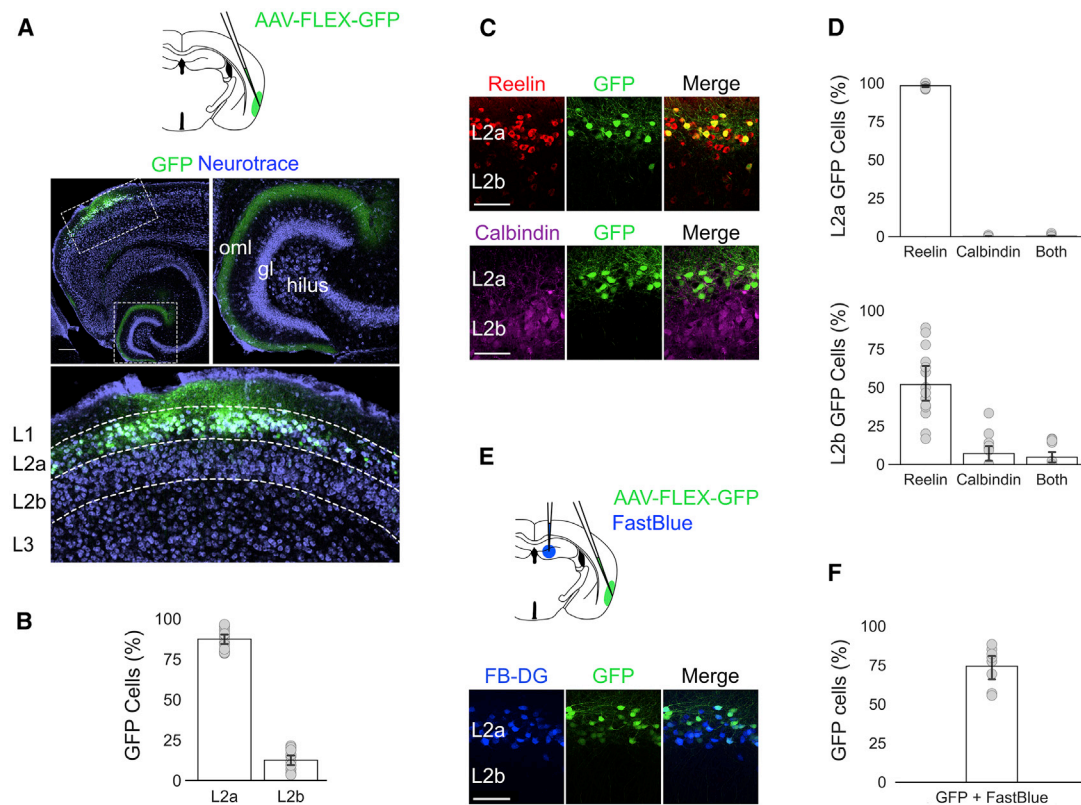 A
AAV-FLEX-GFP
GFP Neurotrace
oml
gl
hilus
L1
L2a
L2b
L3
B
GFP Cells (%)
100
75
50
25
0
L2a L2b
C
Reelin GFP Merge
L2a
L2b
Calbindin GFP Merge
L2a
L2b
D
L2a GFP Cells (%)
100
75
50
25
0
Reelin Calbindin Both
L2b GFP Cells (%)
100
75
50
25
0
Reelin Calbindin Both
E
AAV-FLEX-GFP
FastBlue
FB-DG GFP Merge
L2a
L2b
F
GFP cells (%)
100
75
50
25
0
GFP + FastBlue